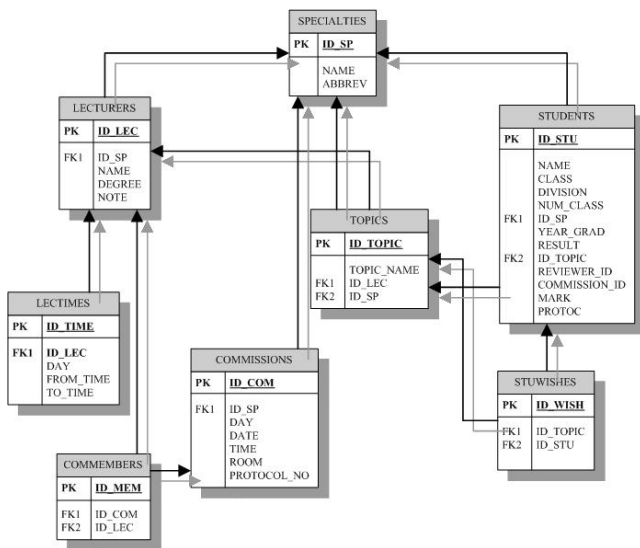 SPECIALTIES
PK ID_SP
NAME
ABBREV
LECTURERS
PK ID_LEC
FK1 ID_SP
NAME
DEGREE
NOTE
STUDENTS
PK ID_STU
NAME
CLASS
DIVISION
NUM_CLASS
FK1 ID_SP
YEAR_GRAD
RESULT
FK2 ID_TOPIC
REVIEWER_ID
COMMISSION_ID
MARK
PROTOC
TOPICS
PK ID_TOPIC
TOPIC_NAME
FK1 ID_LEC
FK2 ID_SP
LECTIMES
PK ID_TIME
FK1 ID_LEC
DAY
FROM_TIME
TO_TIME
COMMISSIONS
PK ID_COM
FK1 ID_SP
DAY
DATE
TIME
ROOM
PROTOCOL_NO
STUWISHES
PK ID_WISH
FK1 ID_TOPIC
FK2 ID_STU
COMMEMBERS
PK ID_MEM
FK1 ID_COM
FK2 ID_LEC